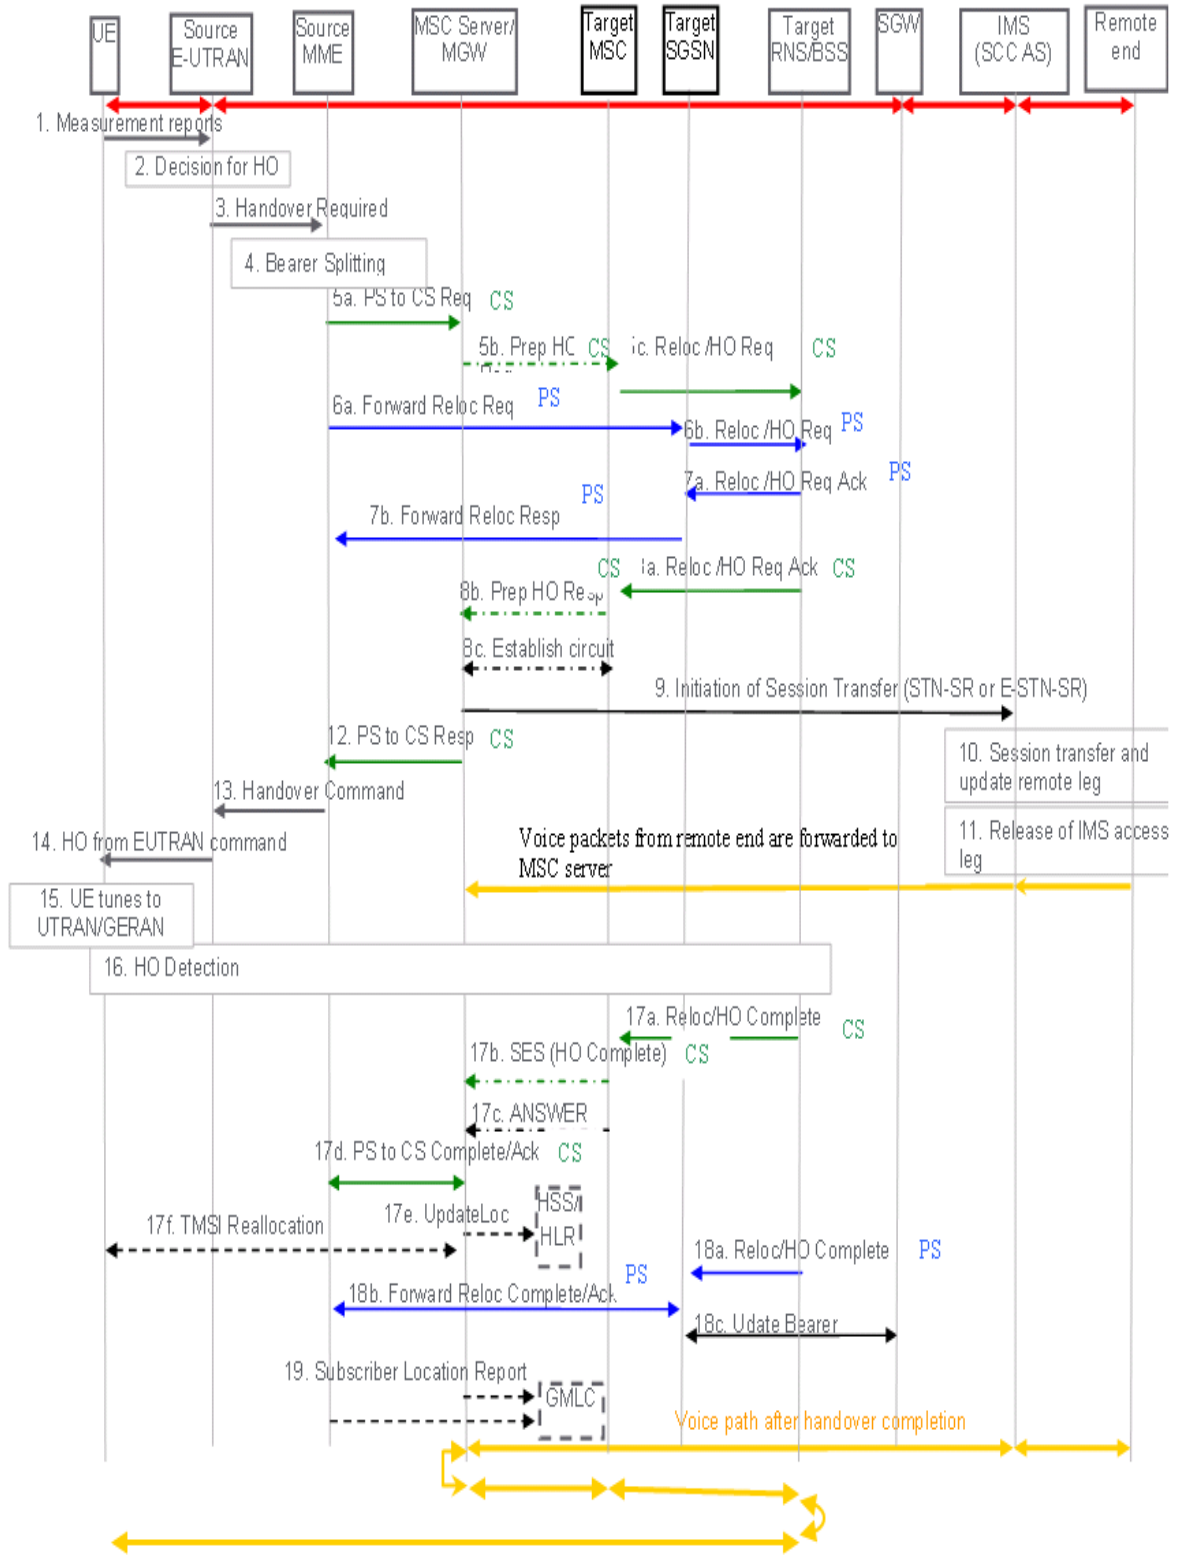 UE
Source
E-UTRAN
Source
MME
MSC Server/
MGW
Target
MSC
Target
SGSN
Target
RNS/BSS
SGW
IMS
(SCC AS)
Remote
end
1. Measurement reports
2. Decision for HO
3. Handover Required
4. Bearer Splitting
5a. PS to CS Req CS
5b. Prep HO CS
c. Reloc /HO Req CS
6a. Forward Reloc Req PS
6b. Reloc /HO Req PS
7a. Reloc /HO Req Ack PS
7b. Forward Reloc Resp PS
a. Reloc /HO Req Ack CS
8b. Prep HO Resp CS
8c. Establish circuit
9. Initiation of Session Transfer (STN-SR or E-STN-SR)
12. PS to CS Resp CS
10. Session transfer and
update remote leg
13. Handover Command
11. Release of IMS access
leg
14. HO from EUTRAN command
Voice packets from remote end are forwarded to
MSC server
15. UE tunes to
UTRAN/GERAN
16. HO Detection
17a. Reloc/HO Complete CS
17b. SES (HO Complete) CS
17c. ANSWER
17d. PS to CS Complete/Ack CS
17e. UpdateLoc
HSS/
HLR
17f. TMSI Reallocation
18a. Reloc/HO Complete PS
18b. Forward Reloc Complete/Ack PS
18c. Udate Bearer
19. Subscriber Location Report
GMLC
Voice path after handover completion